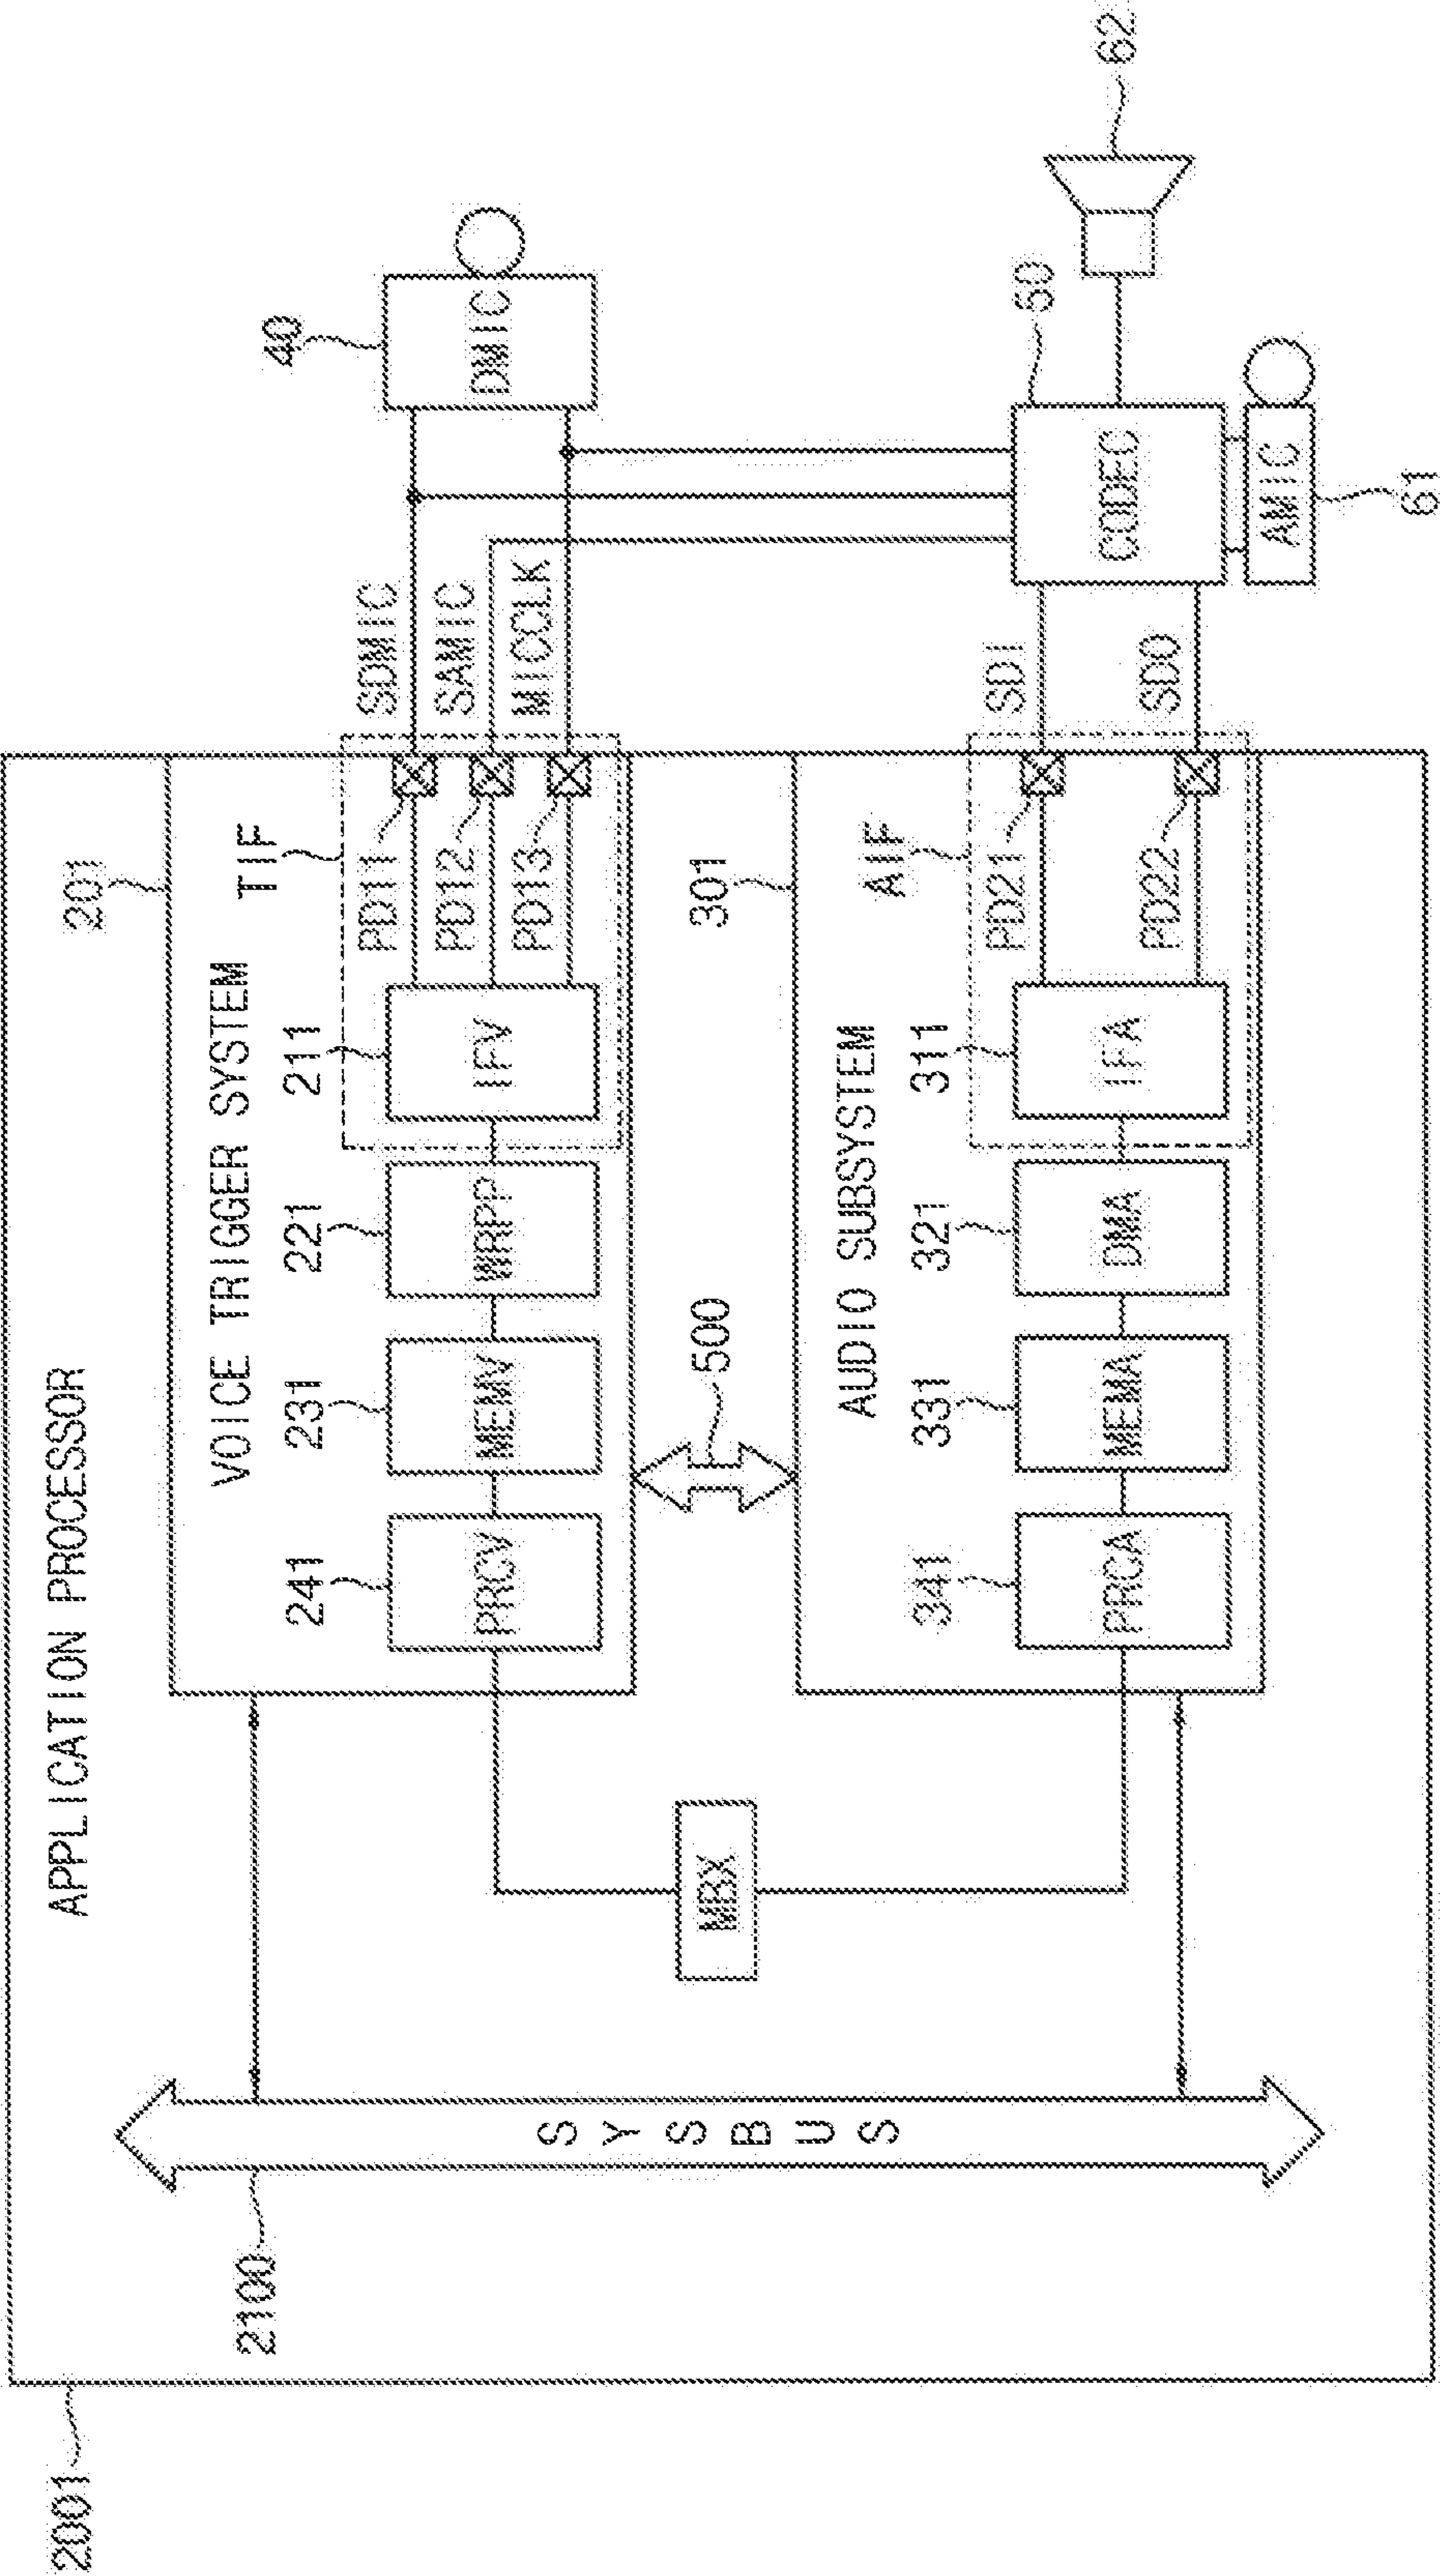 2001
APPLICATION PROCESSOR
2100
SYSBUS
MBX
201
VOICE TRIGGER SYSTEM
TIF
241
231
221
211
PRCV
MEMV
WRPP
IFV
PD11
PD12
PD13
SDMIC
SAMIC
MICCLK
40
DMIC
500
301
AUDIO SUBSYSTEM
AIF
341
331
321
311
PRCA
MEMA
DMA
IFA
PD21
PD22
SDI
SDO
50
CODEC
AMIC
61
62